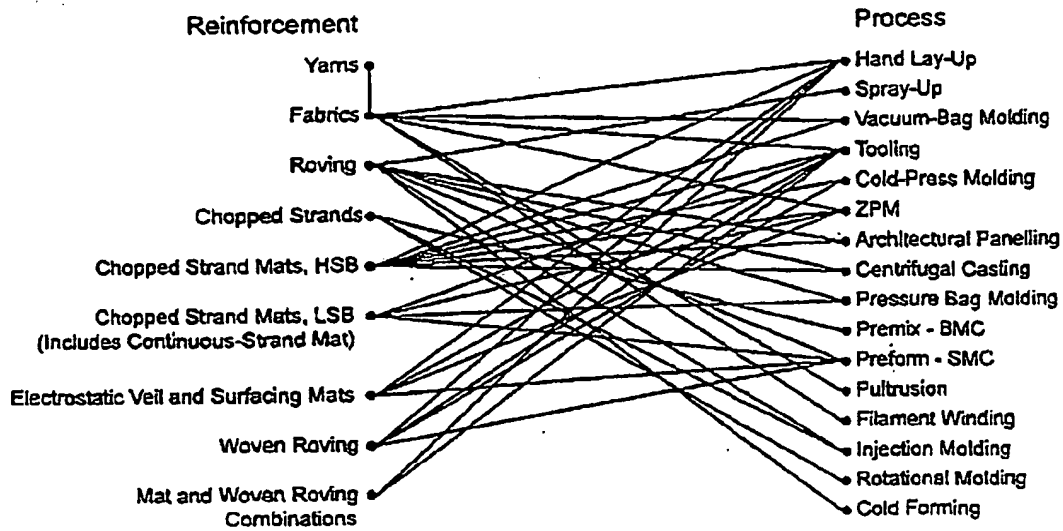 Reinforcement
Yarns
Fabrics
Roving
Chopped Strands
Chopped Strand Mats, HSB
Chopped Strand Mats, LSB
(Includes Continuous-Strand Mat)
Electrostatic Veil and Surfacing Mats
Woven Roving
Mat and Woven Roving
Combinations
Process
Hand Lay-Up
Spray-Up
Vacuum-Bag Molding
Tooling
Cold-Press Molding
ZPM
Architectural Panelling
Centrifugal Casting
Pressure Bag Molding
Premix - BMC
Preform - SMC
Pultrusion
Filament Winding
Injection Molding
Rotational Molding
Cold Forming